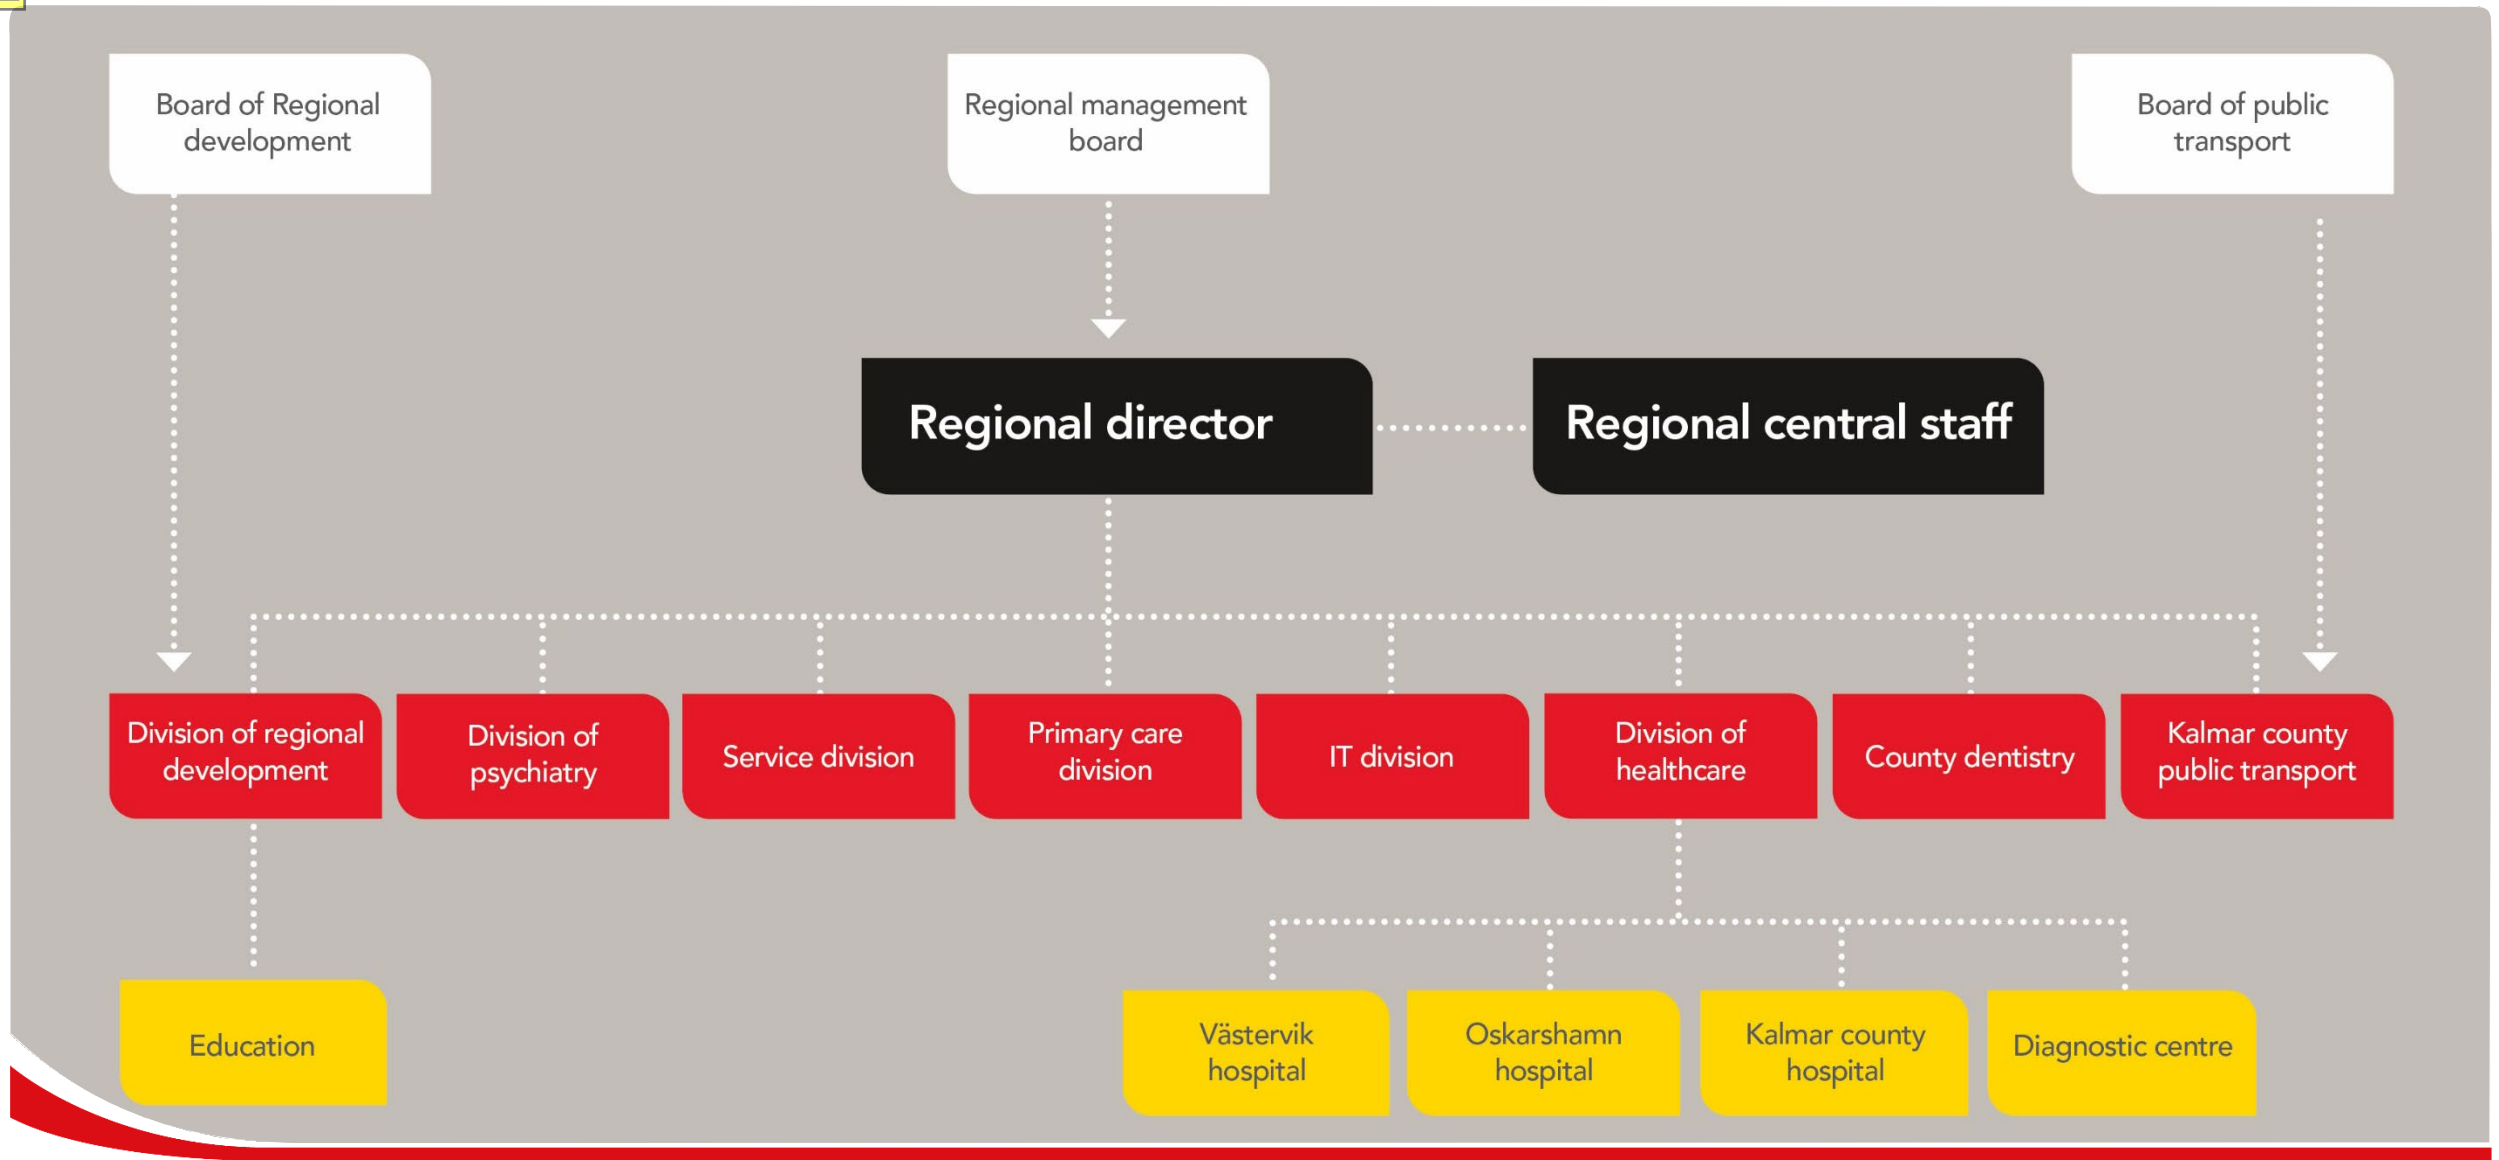 Board of Regional
development
Regional management
board
Board of public
transport
Regional director
Regional central staff
Division of regional
development
Division of
psychiatry
Service division
Primary care
division
IT division
Division of
healthcare
County dentistry
Kalmar county
public transport
Education
Västervik
hospital
Oskarshamn
hospital
Kalmar county
hospital
Diagnostic centre